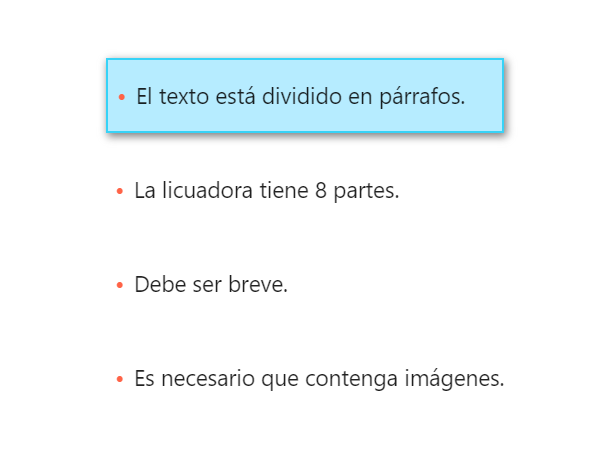 • El texto está dividido en párrafos.
• La licuadora tiene 8 partes.
• Debe ser breve.
• Es necesario que contenga imágenes.